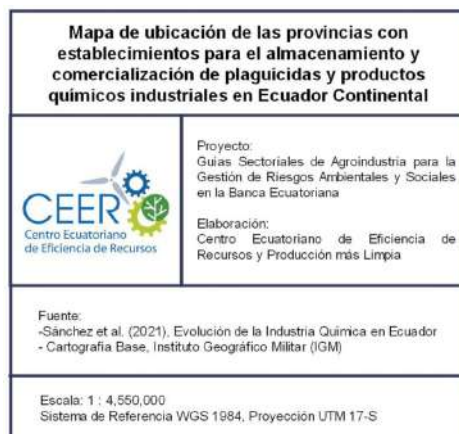 Mapa de ubicación de las provincias con
establecimientos para el almacenamiento y
comercialización de plaguicidas y productos
químicos industriales en Ecuador Continental
CEER
Centro Ecuatoriano
de Eficiencia de Recursos
Proyecto:
Guías Sectoriales de Agroindustria para la
Gestión de Riesgos Ambientales y Sociales
en la Banca Ecuatoriana
Elaboración:
Centro Ecuatoriano de Eficiencia de
Recursos y Producción más Limpia
Fuente:
-Sánchez et al. (2021), Evolución de la Industria Química en Ecuador
- Cartografía Base, Instituto Geográfico Militar (IGM)
Escala: 1 : 4,550,000
Sistema de Referencia WGS 1984, Proyección UTM 17-S